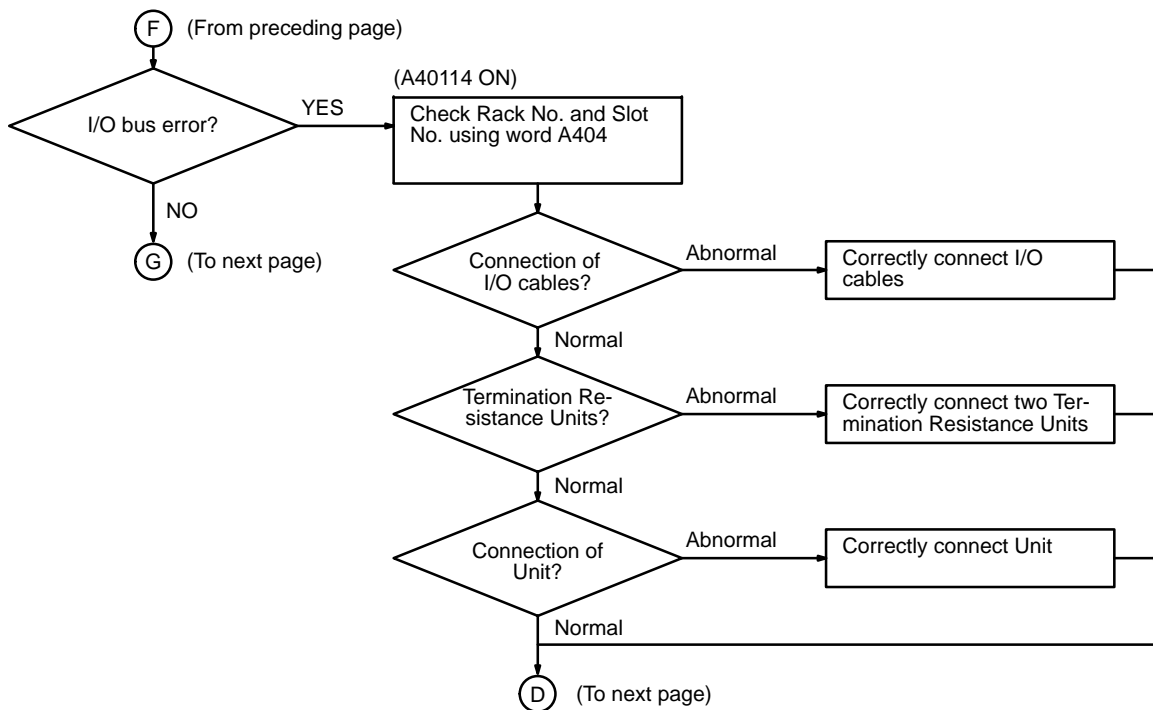 F (From preceding page)
(A40114 ON)
I/O bus error?
YES
Check Rack No. and Slot
No. using word A404
NO
G (To next page)
Connection of
I/O cables?
Abnormal
Correctly connect I/O
cables
Normal
Termination Re-
sistance Units?
Abnormal
Correctly connect two Ter-
mination Resistance Units
Normal
Connection of
Unit?
Abnormal
Correctly connect Unit
Normal
D (To next page)